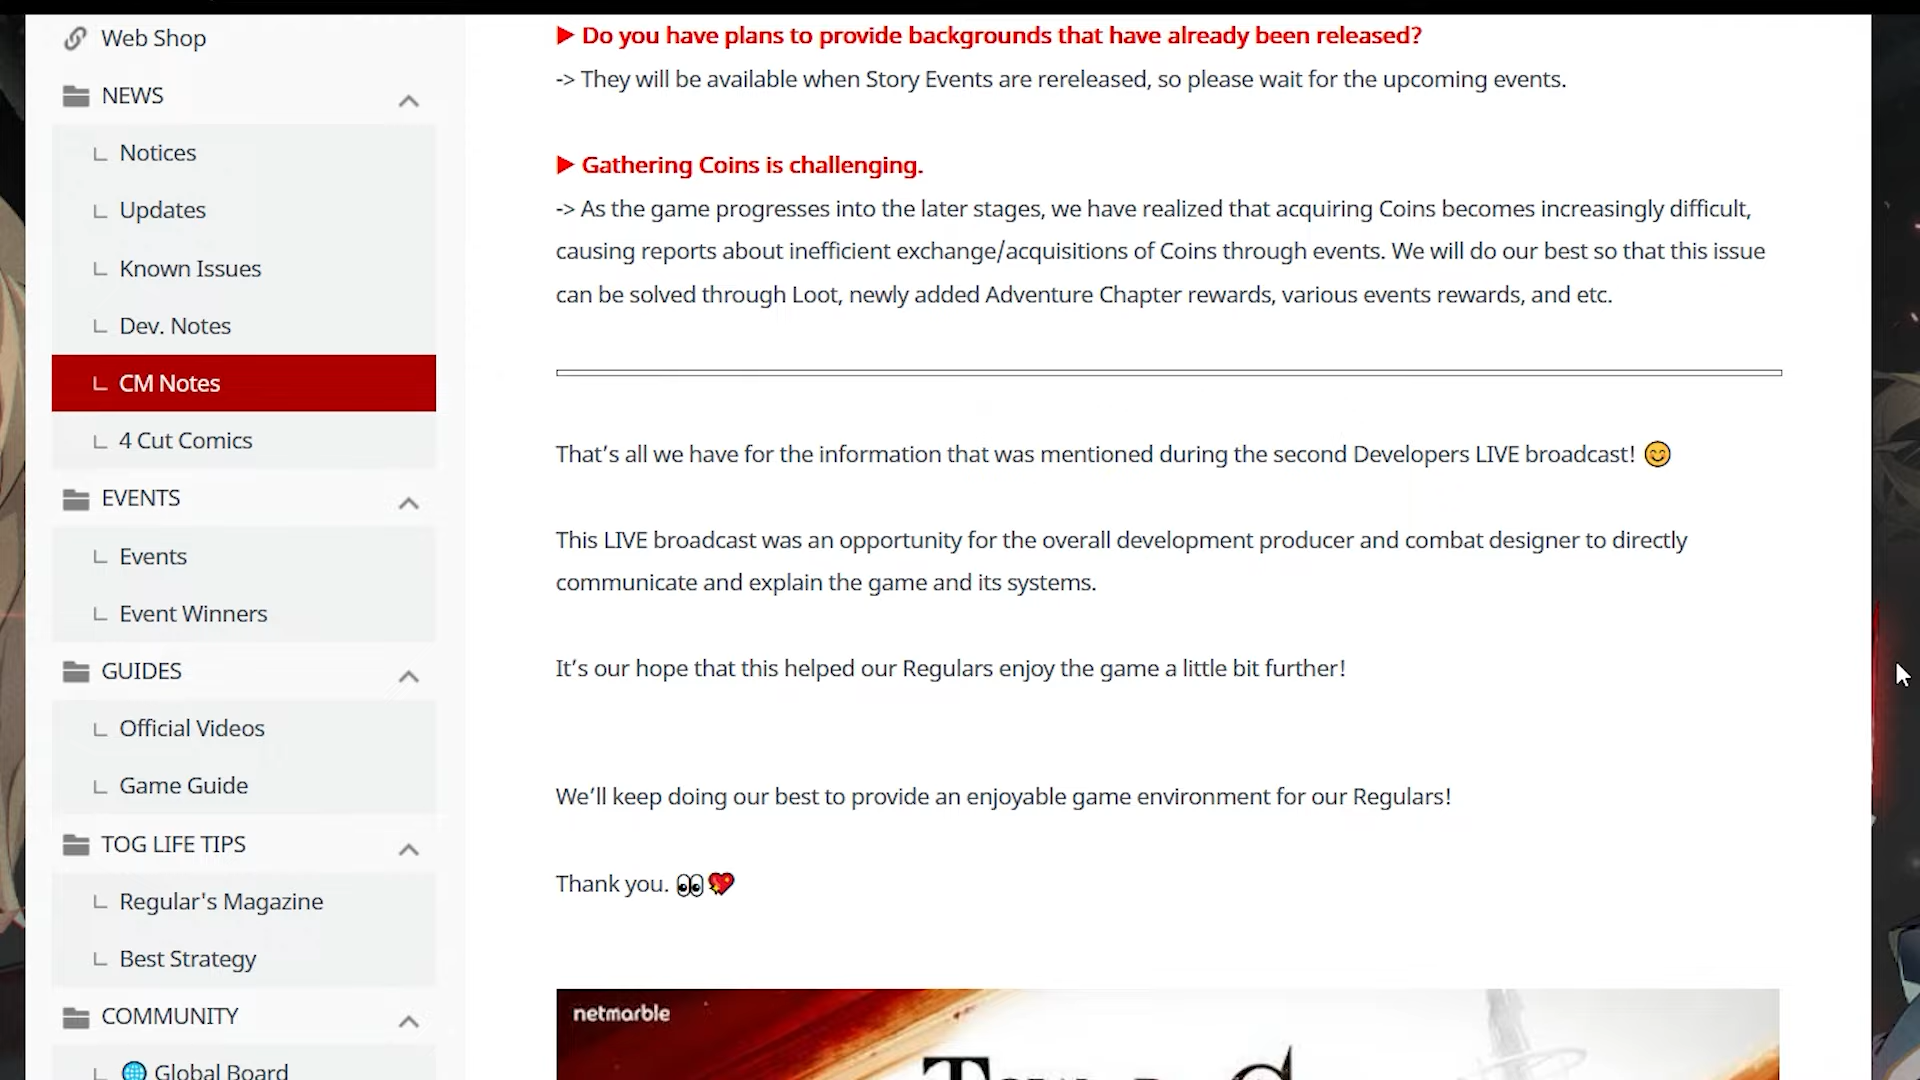 Web Shop
NEWS
Notices
Updates
Known Issues
Dev. Notes
CM Notes
4 Cut Comics
EVENTS
Events
Event Winners
GUIDES
Official Videos
Game Guide
TOG LIFE TIPS
Regular's Magazine
Best Strategy
COMMUNITY
Global Board
▶ Do you have plans to provide backgrounds that have already been released?
-> They will be available when Story Events are rereleased, so please wait for the upcoming events.
▶ Gathering Coins is challenging.
-> As the game progresses into the later stages, we have realized that acquiring Coins becomes increasingly difficult,
causing reports about inefficient exchange/acquisitions of Coins through events. We will do our best so that this issue
can be solved through Loot, newly added Adventure Chapter rewards, various events rewards, and etc.
That’s all we have for the information that was mentioned during the second Developers LIVE broadcast! 😊
This LIVE broadcast was an opportunity for the overall development producer and combat designer to directly
communicate and explain the game and its systems.
It’s our hope that this helped our Regulars enjoy the game a little bit further!
We’ll keep doing our best to provide an enjoyable game environment for our Regulars!
Thank you. 👀💖
netmarble